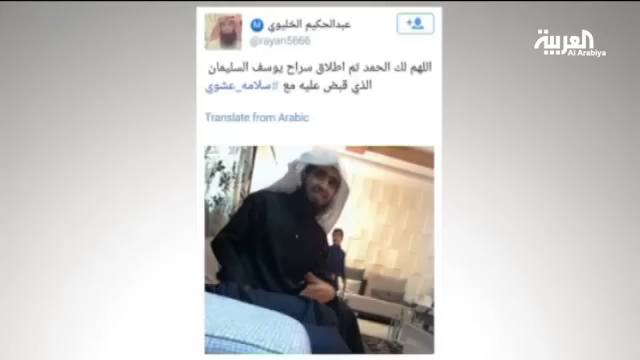 عبدالحكيم الخليوي M
@rayan5666
العربية
Al Arabiya
اللهم لك الحمد تم اطلاق سراح يوسف السليمان
الذي قبض عليه مع #سلامه_عشوي
Translate from Arabic